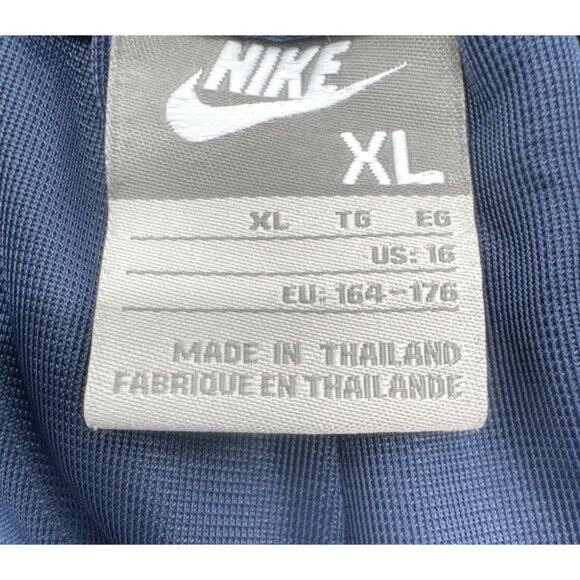 NIKE
XL
XL TG EG
US: 16
EU: 164-176
MADE IN THAILAND
FABRIQUE EN THAILANDE